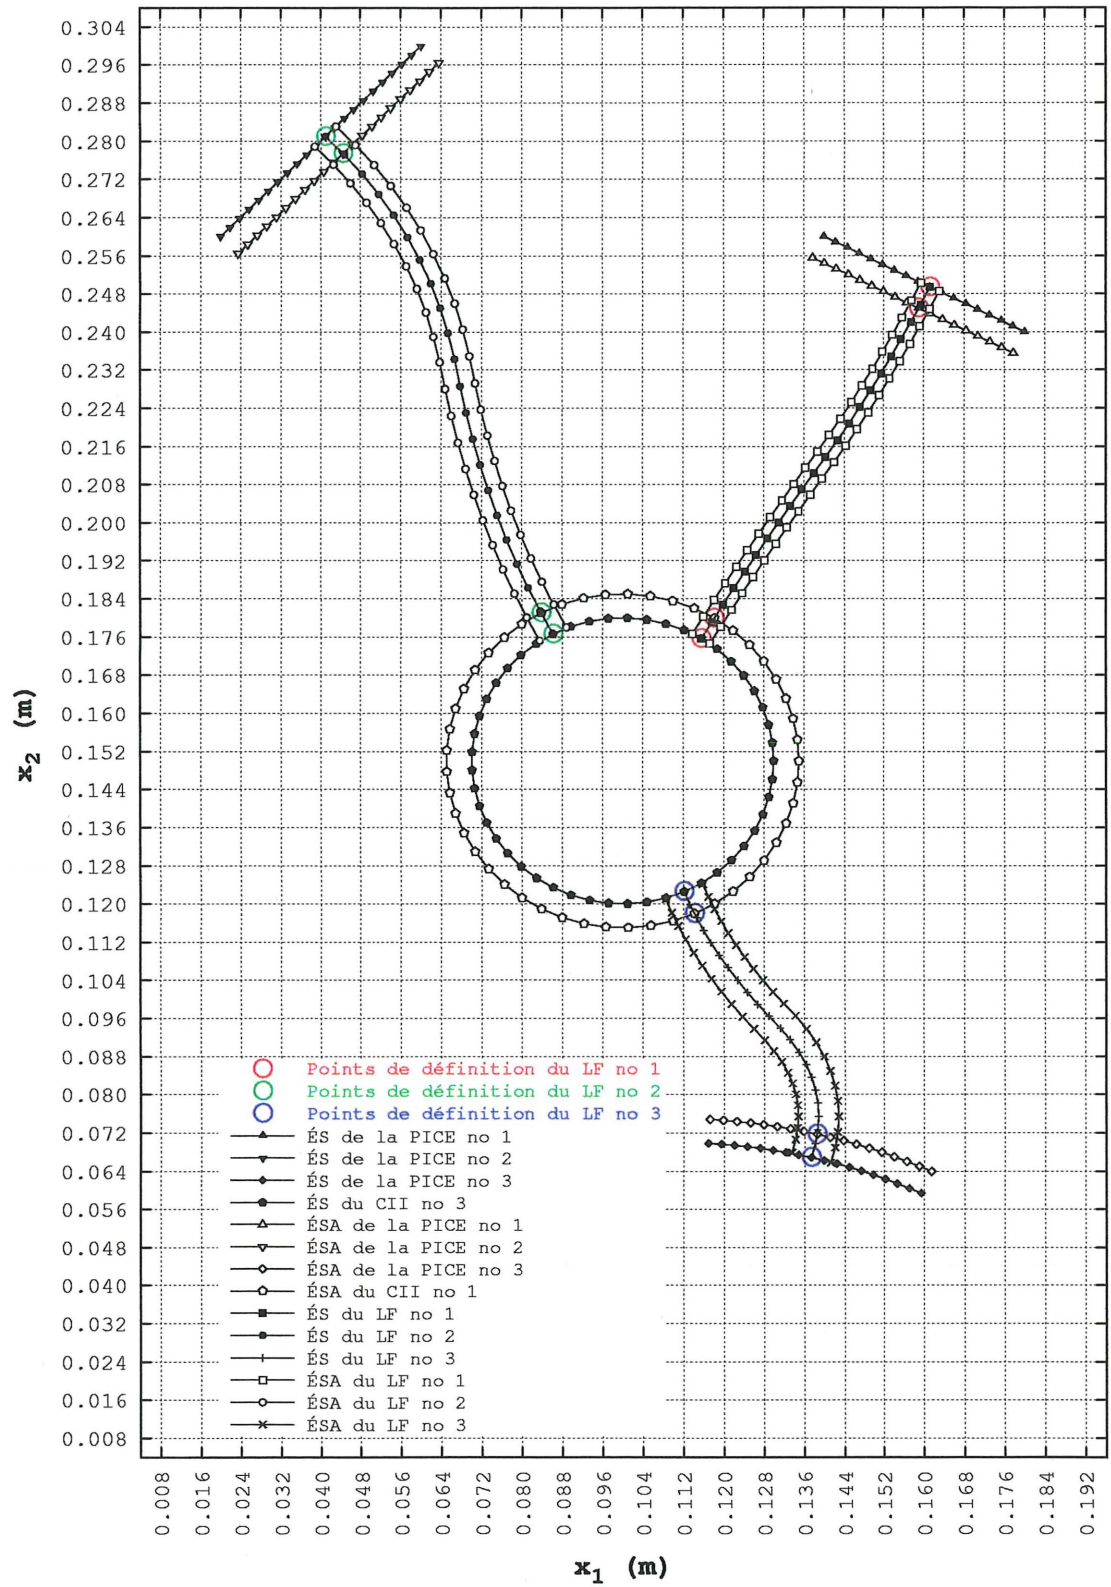 0.304
0.296
0.288
0.280
0.272
0.264
0.256
0.248
0.240
0.232
0.224
0.216
0.208
0.200
0.192
0.184
0.176
0.168
0.160
0.152
0.144
0.136
0.128
0.120
0.112
0.104
0.096
0.088
0.080
0.072
0.064
0.056
0.048
0.040
0.032
0.024
0.016
0.008
x2 (m)
Points de définition du LF no 1
Points de définition du LF no 2
Points de définition du LF no 3
ÉS de la PICE no 1
ÉS de la PICE no 2
ÉS de la PICE no 3
ÉS du CII no 3
ÉSA de la PICE no 1
ÉSA de la PICE no 2
ÉSA de la PICE no 3
ÉSA du CII no 1
ÉS du LF no 1
ÉS du LF no 2
ÉS du LF no 3
ÉSA du LF no 1
ÉSA du LF no 2
ÉSA du LF no 3
0.008 0.016 0.024 0.032 0.040 0.048 0.056 0.064 0.072 0.080 0.088 0.096 0.104 0.112 0.120 0.128 0.136 0.144 0.152 0.160 0.168 0.176 0.184 0.192
x1 (m)